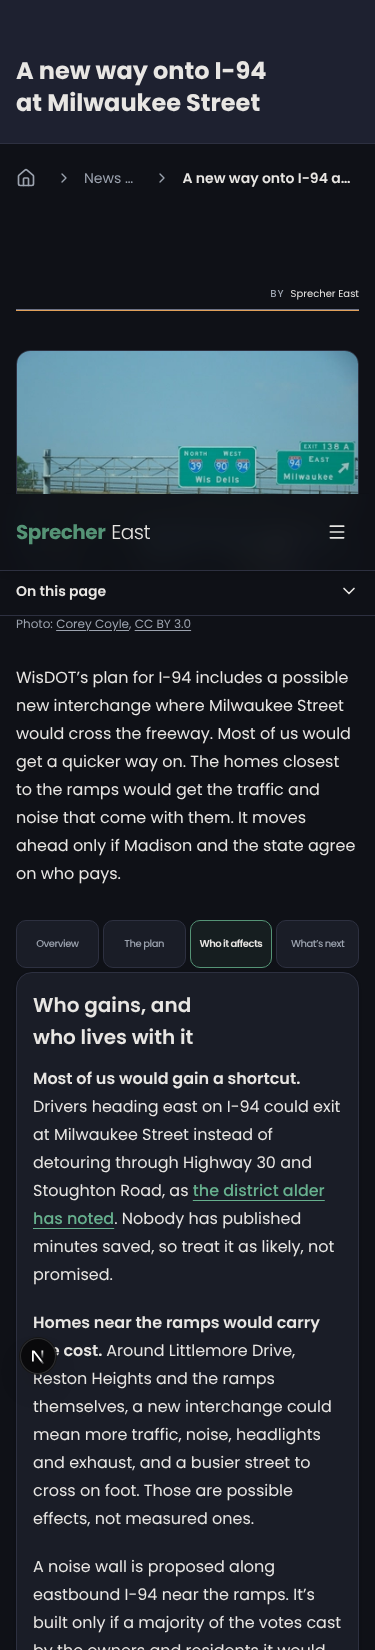 A new way onto I-94
at Milwaukee Street
News ...
A new way onto I-94 a...
BY Sprecher East
NORTH WEST
39 90 94
Wis Dells
EXIT 138 A
94 EAST
Milwaukee
Sprecher East
On this page
Photo: Corey Coyle, CC BY 3.0
WisDOT’s plan for I-94 includes a possible
new interchange where Milwaukee Street
would cross the freeway. Most of us would
get a quicker way on. The homes closest
to the ramps would get the traffic and
noise that come with them. It moves
ahead only if Madison and the state agree
on who pays.
Overview
The plan
Who it affects
What’s next
Who gains, and
who lives with it
Most of us would gain a shortcut.
Drivers heading east on I-94 could exit
at Milwaukee Street instead of
detouring through Highway 30 and
Stoughton Road, as the district alder
has noted. Nobody has published
minutes saved, so treat it as likely, not
promised.
Homes near the ramps would carry
cost. Around Littlemore Drive,
N
Reston Heights and the ramps
themselves, a new interchange could
mean more traffic, noise, headlights
and exhaust, and a busier street to
cross on foot. Those are possible
effects, not measured ones.
A noise wall is proposed along
eastbound I-94 near the ramps. It’s
built only if a majority of the votes cast
by the owners and residents it would